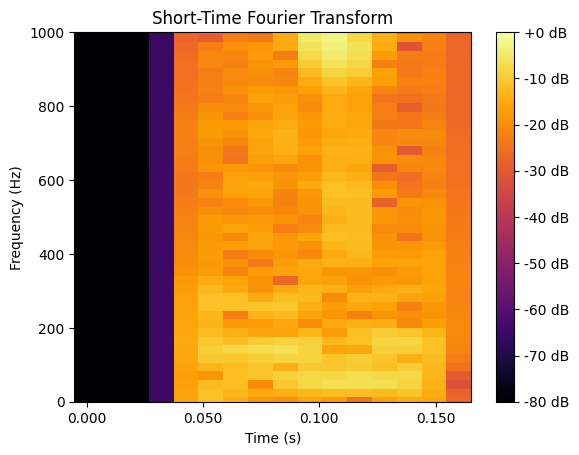 Short-Time Fourier Transform
1000
800
600
400
200
0
Frequency (Hz)
0.000
0.050
0.100
0.150
Time (s)
+0 dB
-10 dB
-20 dB
-30 dB
-40 dB
-50 dB
-60 dB
-70 dB
-80 dB